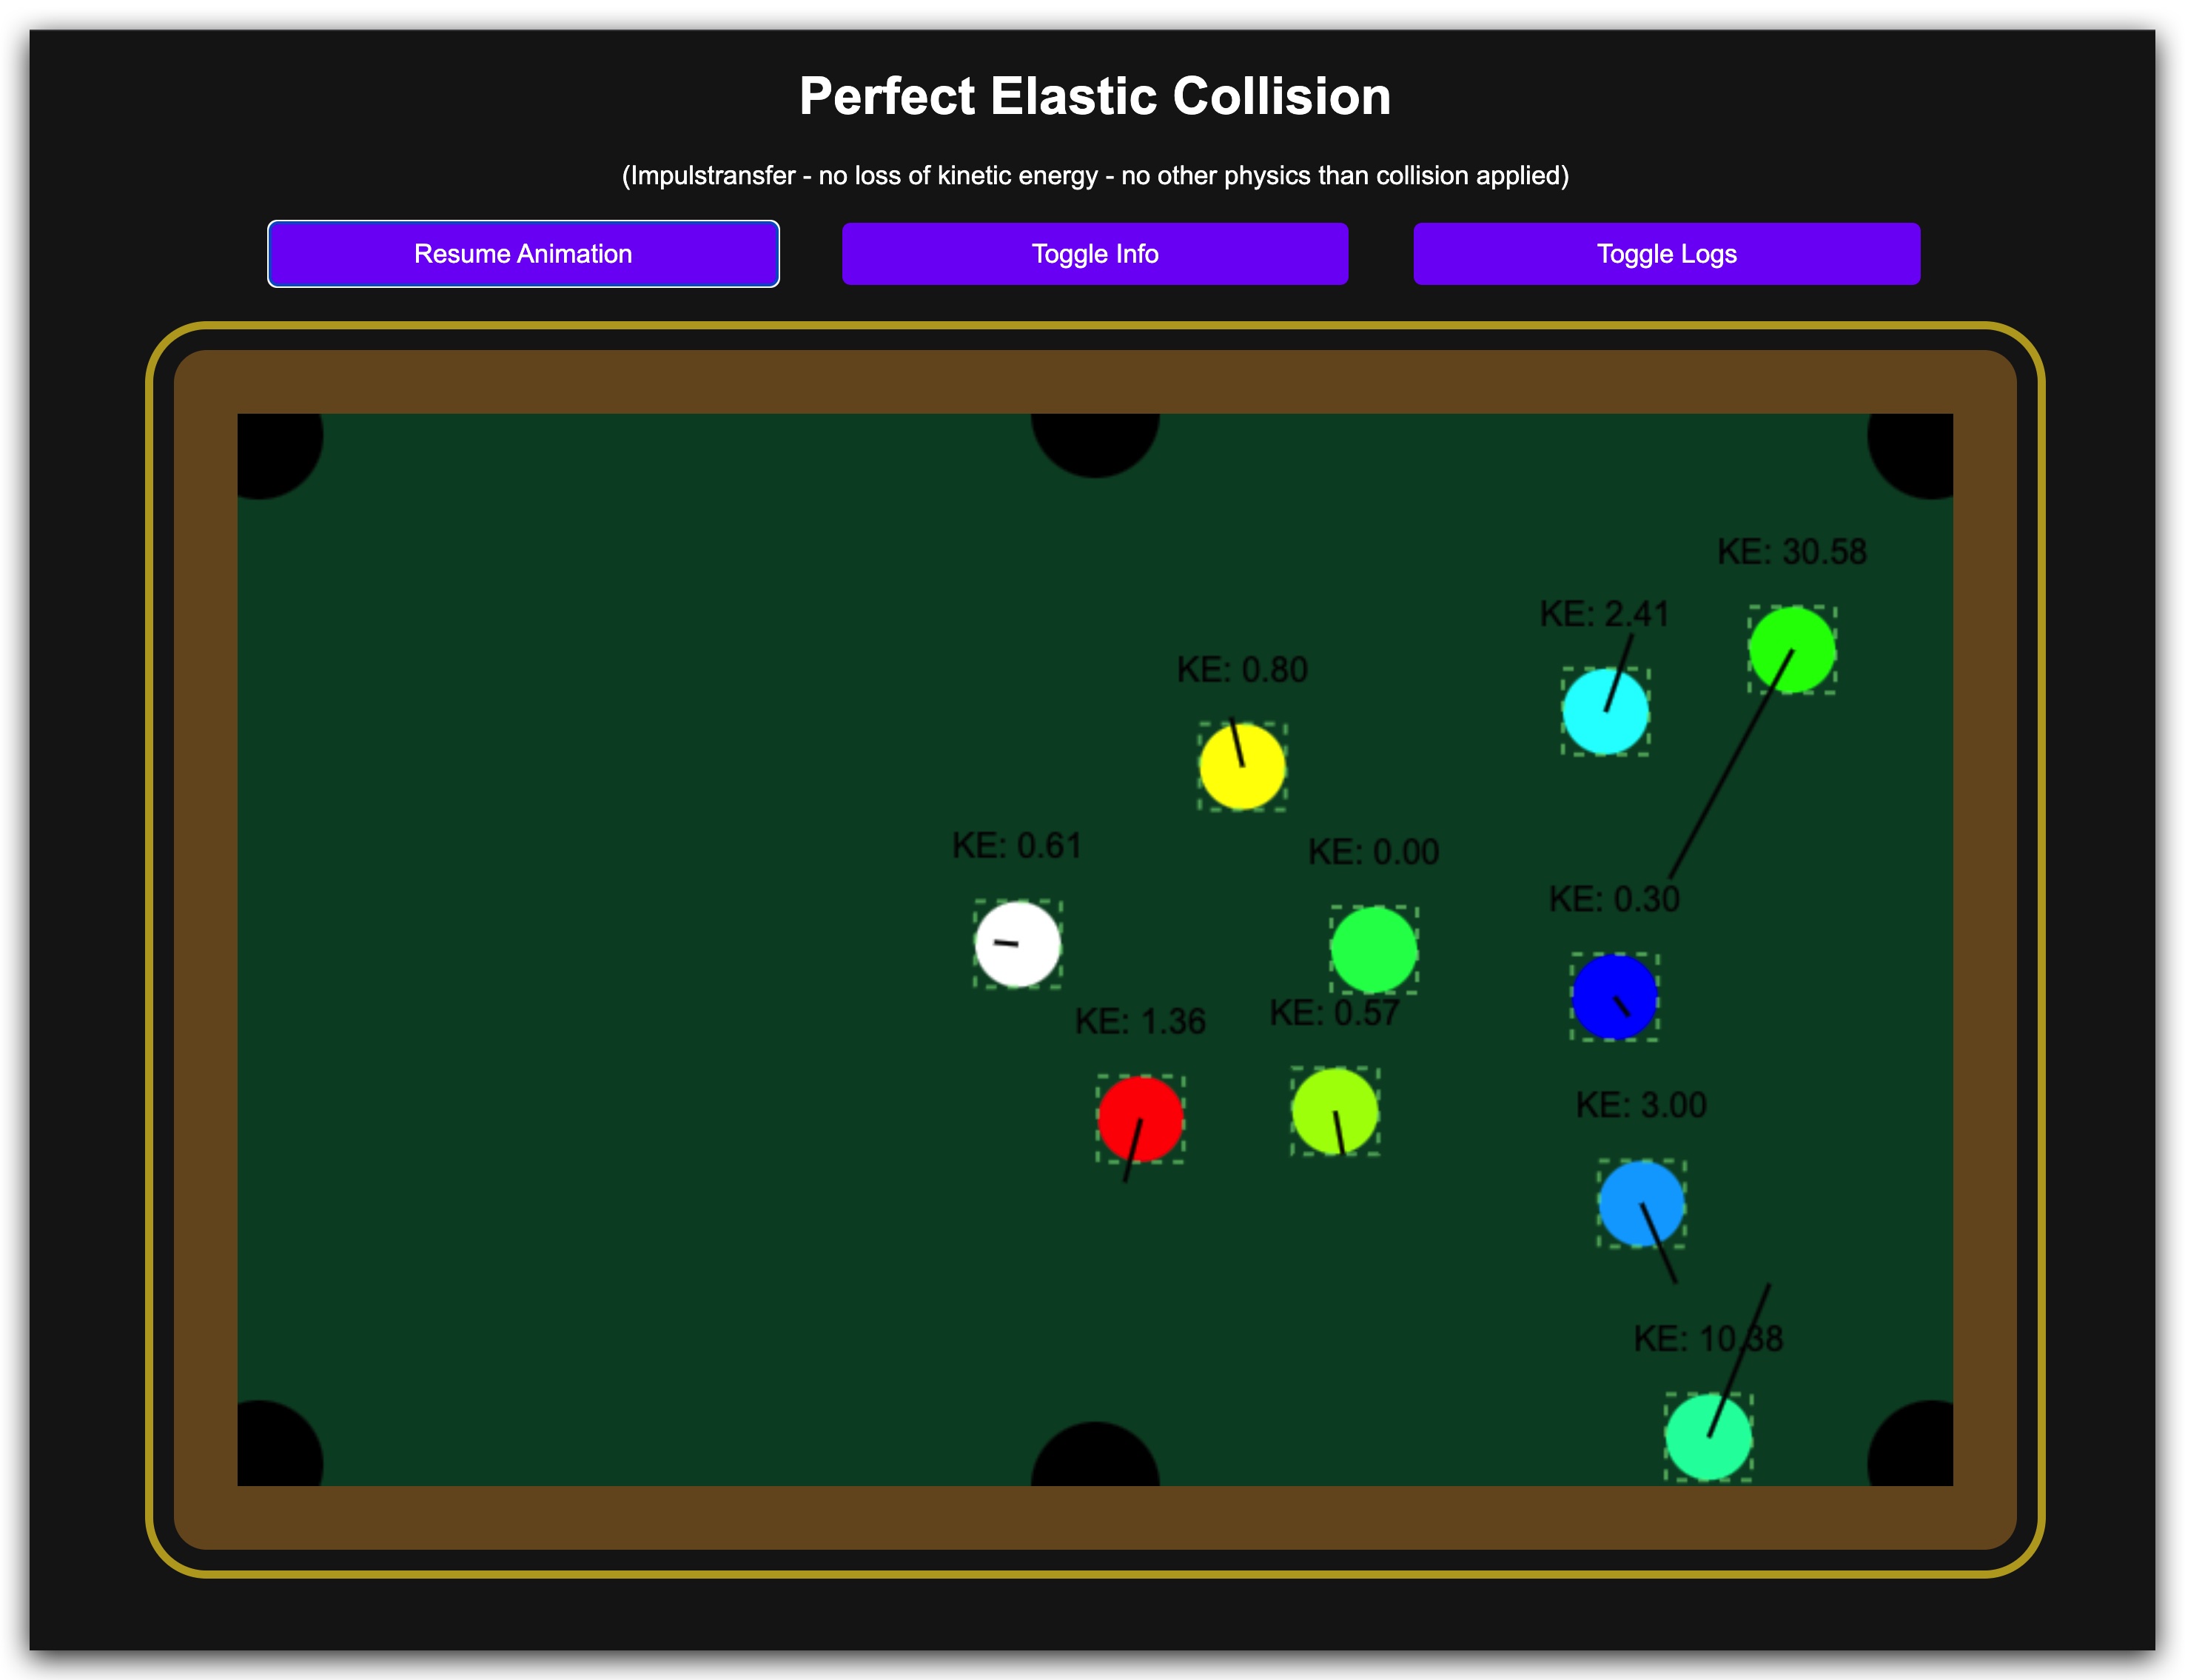 Perfect Elastic Collision
(Impulstransfer - no loss of kinetic energy - no other physics than collision applied)
Resume Animation
Toggle Info
Toggle Logs
KE: 30.58
KE: 2.41
KE: 0.80
KE: 0.61
KE: 0.00
KE: 0.30
KE: 1.36
KE: 0.57
KE: 3.00
KE: 10.38